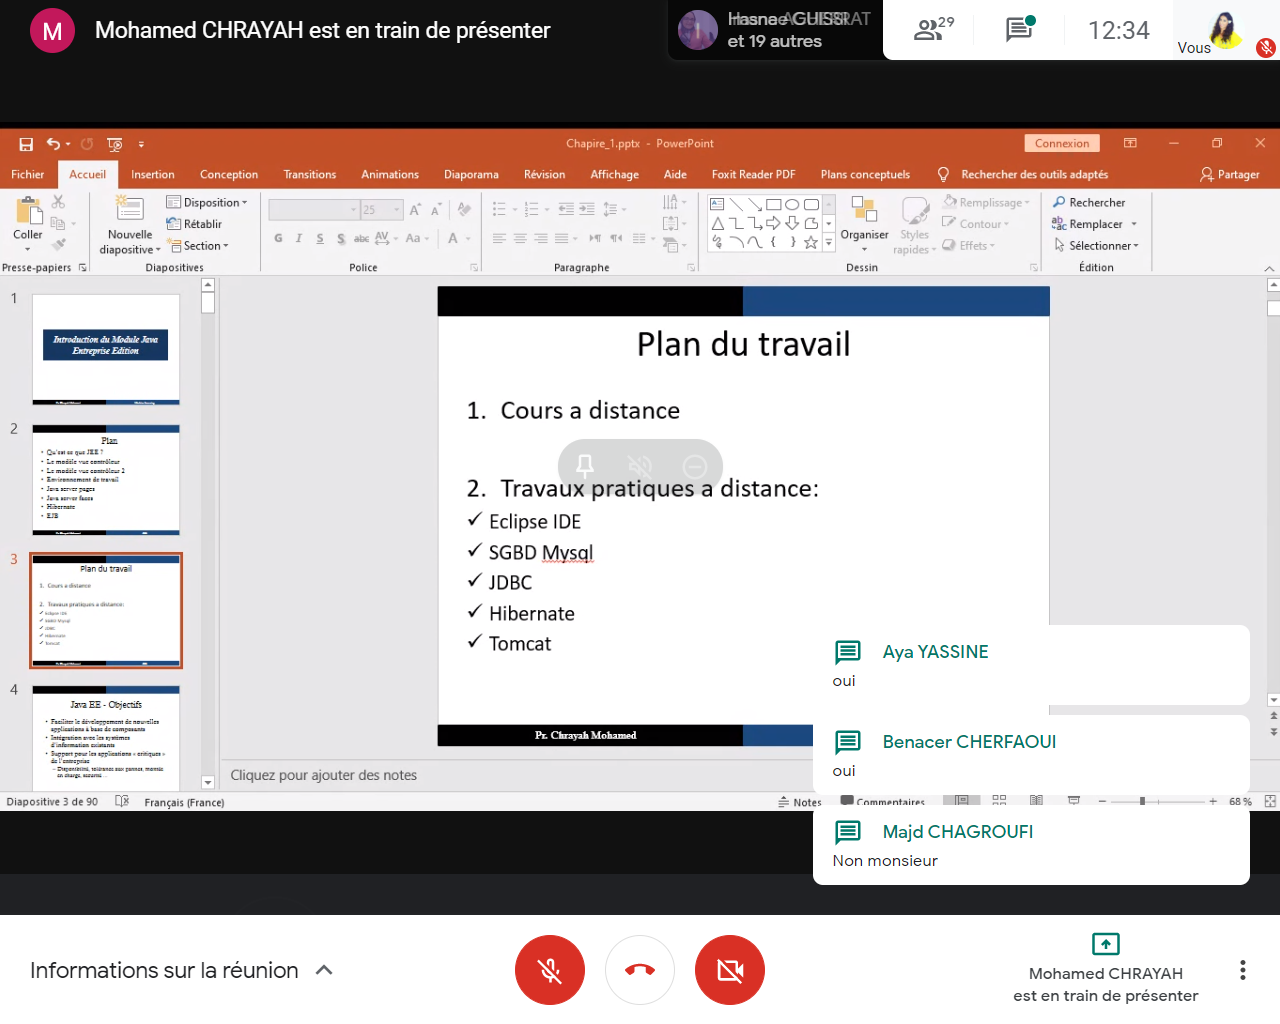 M
Mohamed CHRAYAH est en train de présenter
et 19 autres
29
12:34
Vous
Chapire_1.pptx - PowerPoint
Connexion
Fichier
Accueil
Insertion
Conception
Transitions
Animations
Diaporama
Révision
Affichage
Aide
Foxit Reader PDF
Plans conceptuels
Rechercher des outils adaptés
Partager
Coller
Nouvelle
diapositive
Disposition
Rétablir
Section
25
G I S S abc AV Aa A
Organiser
Styles
rapides
Remplissage
Contour
Effets
Rechercher
Remplacer
Sélectionner
Presse-papiers
Diapositives
Police
Paragraphe
Dessin
Édition
1
Introduction du Module Java
Entreprise Edition
2
Plan
• Qu'est ce que JEE ?
• Le modèle vue contrôleur
• Le modèle vue contrôleur 2
• Environnement de travail
• Java server pages
• Java server faces
• Hibernate
• EJB
3
Plan du travail
1. Cours a distance
2. Travaux pratiques a distance:
✓ Eclipse IDE
✓ SGBD Mysql
✓ JDBC
✓ Hibernate
✓ Tomcat
4
Java EE - Objectifs
• Faciliter le développement de nouvelles
applications à base de composants
• Intégration avec les systèmes
d'information existants
• Support pour les applications « critiques »
de l'entreprise
– Disponibilité, tolérance aux pannes, montée
en charge, sécurité ...
Plan du travail
1. Cours a distance
2. Travaux pratiques a distance:
✓ Eclipse IDE
✓ SGBD Mysql
✓ JDBC
✓ Hibernate
✓ Tomcat
Pr. Chrayah Mohamed
Cliquez pour ajouter des notes
Diapositive 3 de 90
Français (France)
Notes
Commentaires
68 %
Aya YASSINE
oui
Benacer CHERFAOUI
oui
Majd CHAGROUFI
Non monsieur
Informations sur la réunion
Mohamed CHRAYAH
est en train de présenter